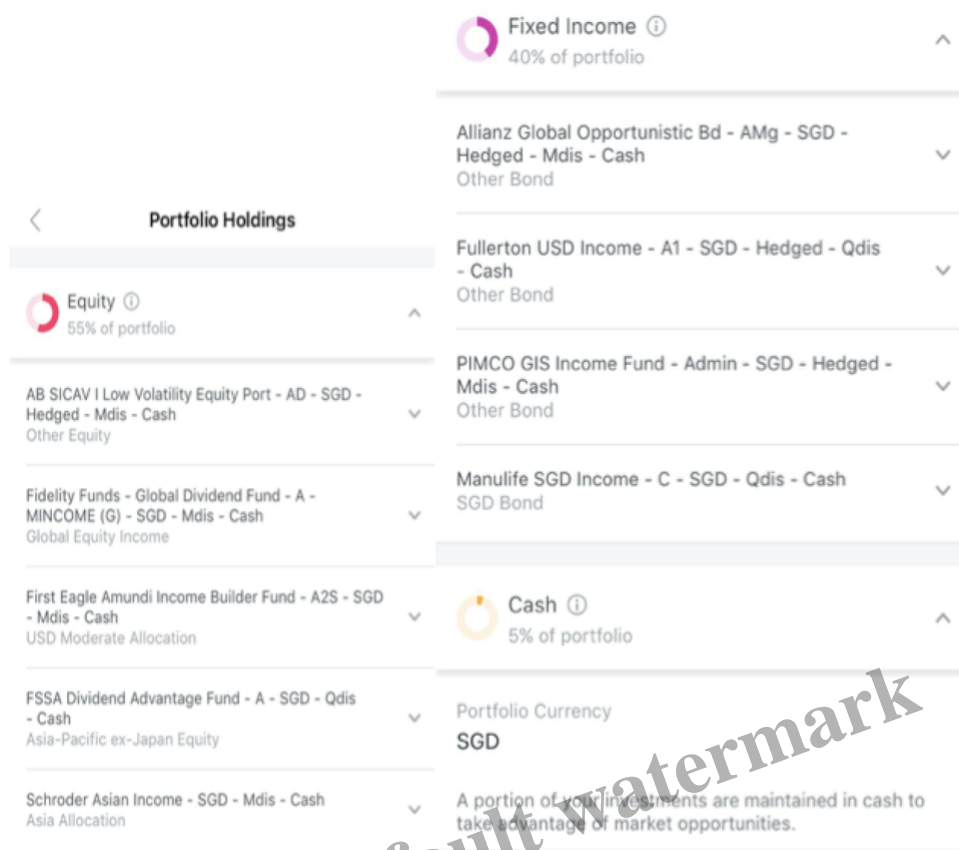 Portfolio Holdings
Equity
55% of portfolio
AB SICAV I Low Volatility Equity Port - AD - SGD -
Hedged - Mdis - Cash
Other Equity
Fidelity Funds - Global Dividend Fund - A -
MINCOME (G) - SGD - Mdis - Cash
Global Equity Income
First Eagle Amundi Income Builder Fund - A2S - SGD
- Mdis - Cash
USD Moderate Allocation
FSSA Dividend Advantage Fund - A - SGD - Qdis
- Cash
Asia-Pacific ex-Japan Equity
Schroder Asian Income - SGD - Mdis - Cash
Asia Allocation
Fixed Income
40% of portfolio
Allianz Global Opportunistic Bd - AMg - SGD -
Hedged - Mdis - Cash
Other Bond
Fullerton USD Income - A1 - SGD - Hedged - Qdis
- Cash
Other Bond
PIMCO GIS Income Fund - Admin - SGD - Hedged -
Mdis - Cash
Other Bond
Manulife SGD Income - C - SGD - Qdis - Cash
SGD Bond
Cash
5% of portfolio
Portfolio Currency
SGD
A portion of your investments are maintained in cash to
take advantage of market opportunities.
watermark